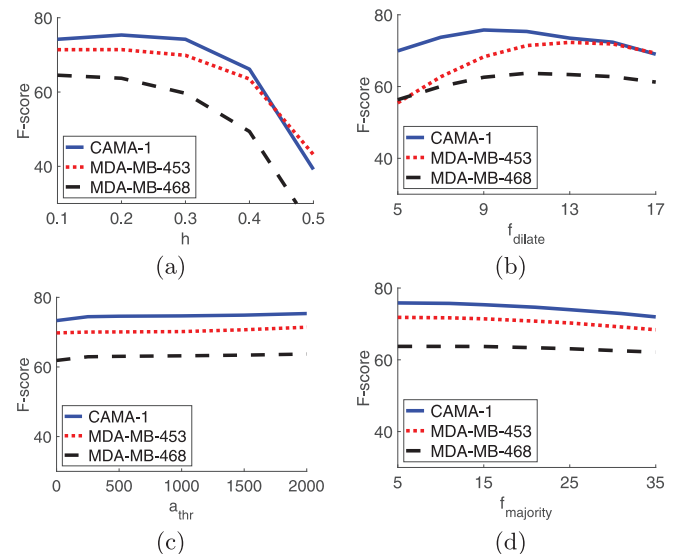 80
60
40
F-score
CAMA-1
MDA-MB-453
MDA-MB-468
0.1 0.2 0.3 0.4 0.5
h
(a)
80
60
40
F-score
CAMA-1
MDA-MB-453
MDA-MB-468
5 9 13 17
f_dilate
(b)
80
60
40
F-score
CAMA-1
MDA-MB-453
MDA-MB-468
0 500 1000 1500 2000
a_thr
(c)
80
60
40
F-score
CAMA-1
MDA-MB-453
MDA-MB-468
5 15 25 35
f_majority
(d)